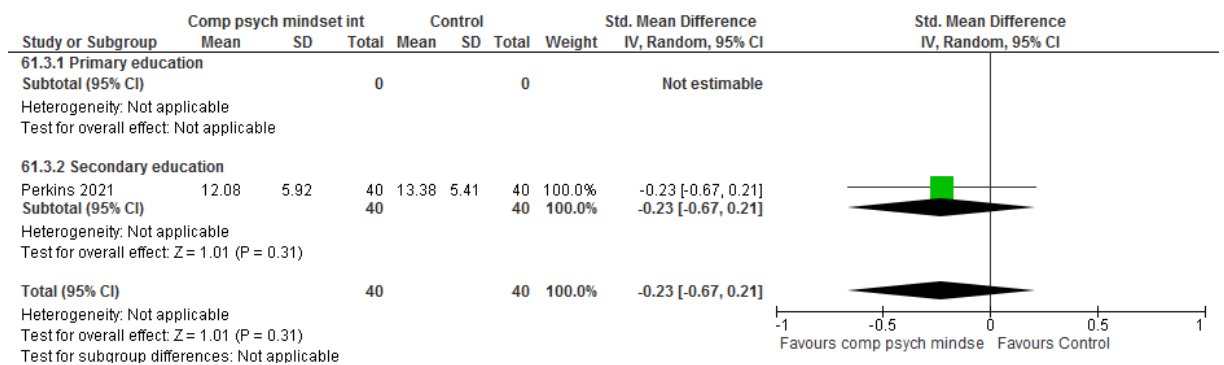 Comp psych mindset int Control Std. Mean Difference Std. Mean Difference
Study or Subgroup Mean SD Total Mean SD Total Weight IV, Random, 95% CI IV, Random, 95% CI
61.3.1 Primary education
Subtotal (95% CI) 0 0 Not estimable
Heterogeneity: Not applicable
Test for overall effect: Not applicable
61.3.2 Secondary education
Perkins 2021 12.08 5.92 40 13.38 5.41 40 100.0% -0.23 [-0.67, 0.21]
Subtotal (95% CI) 40 40 100.0% -0.23 [-0.67, 0.21]
Heterogeneity: Not applicable
Test for overall effect: Z = 1.01 (P = 0.31)
Total (95% CI) 40 40 100.0% -0.23 [-0.67, 0.21]
Heterogeneity: Not applicable
Test for overall effect: Z = 1.01 (P = 0.31)
Test for subgroup differences: Not applicable
-1 -0.5 0 0.5 1
Favours comp psych mindse Favours Control